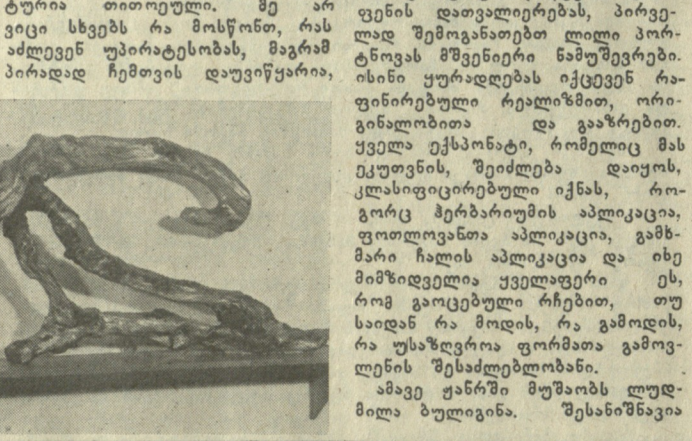 ტურია თითოეული. მე არ
ვიცი სხვებს რა მოსწონთ, რას
აძლევენ უპირატესობას, მაგრამ
პირადად ჩემთვის დაუვიწყარია,
ფენის დათვალიერებას, პირვე-
ლად შემოგანათებთ ლილი პორ-
ტნოვას მშვენიერი ნამუშევრები.
ისინი ყურადღებას იქცევენ რა-
ფინირებული რეალიზმით, ორი-
გინალობითა და გააზრებით.
ყველა ექსპონატი, რომელიც მას
ეკუთვნის, შეიძლება დაიყოს,
კლასიფიცირებული იქნას, რო-
გორც ჰერბარიუმის აპლიკაცია,
ფოთლოვანთა აპლიკაცია, გამხ-
მარი ჩალის აპლიკაცია და ისე
მიმზიდველია ყველაფერი ეს,
რომ გაოცებული რჩებით, თუ
საიდან რა მოდის, რა გამოდის,
რა უსაზღვროა ფორმათა გამოვ-
ლენის შესაძლებლობანი.
ამავე ჟანრში მუშაობს ლუდ-
მილა ბულიგინა. შესანიშნავია